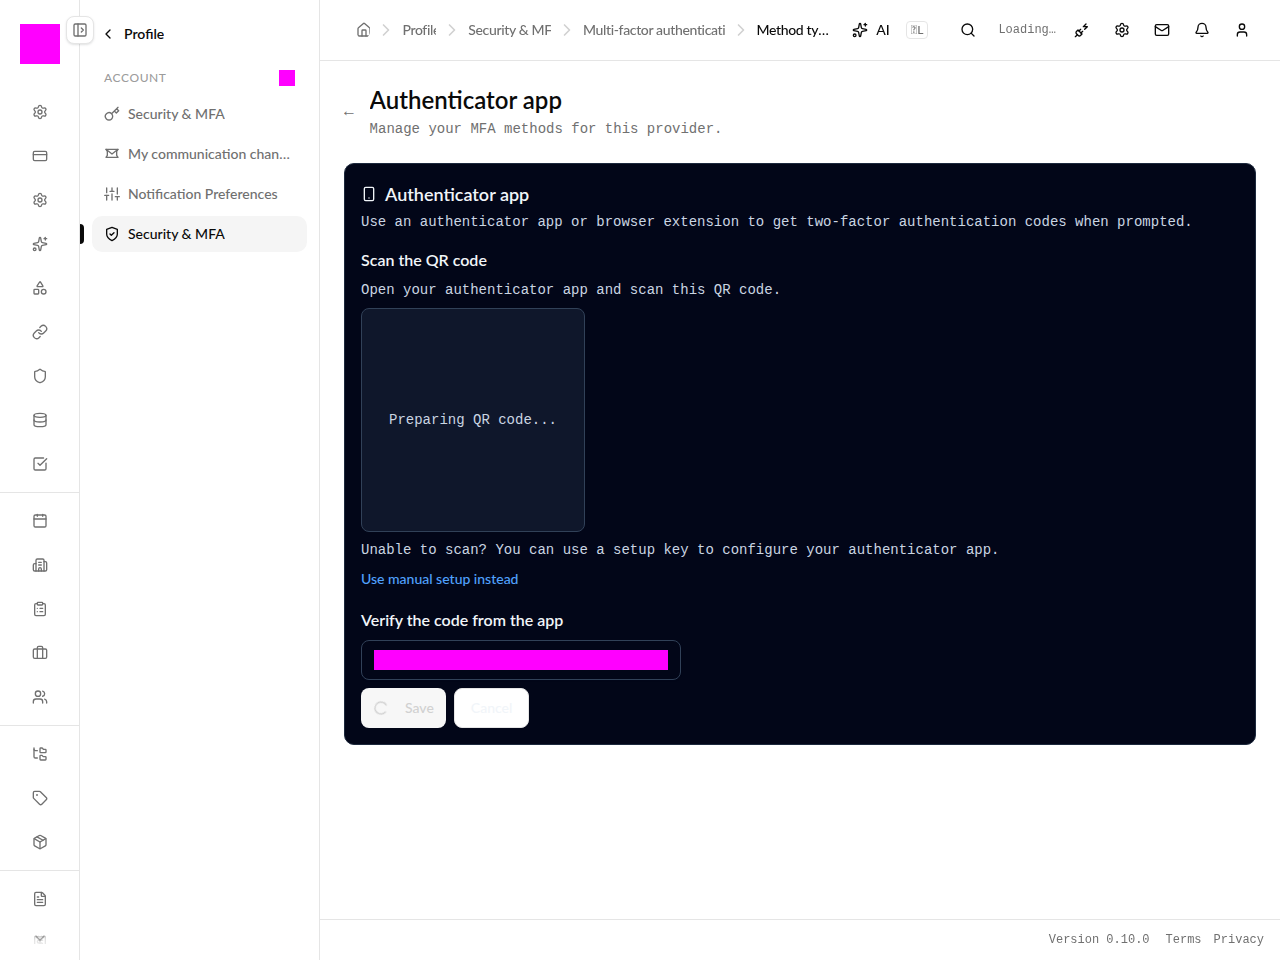 Profile
ACCOUNT
Security & MFA
My communication chan...
Notification Preferences
Security & MFA
Profile
Security & MF
Multi-factor authenticati
Method ty...
AI
L
Loading…
←
Authenticator app
Manage your MFA methods for this provider.
Authenticator app
Use an authenticator app or browser extension to get two-factor authentication codes when prompted.
Scan the QR code
Open your authenticator app and scan this QR code.
Preparing QR code...
Unable to scan? You can use a setup key to configure your authenticator app.
Use manual setup instead
Verify the code from the app
Save
Cancel
Version 0.10.0
Terms
Privacy